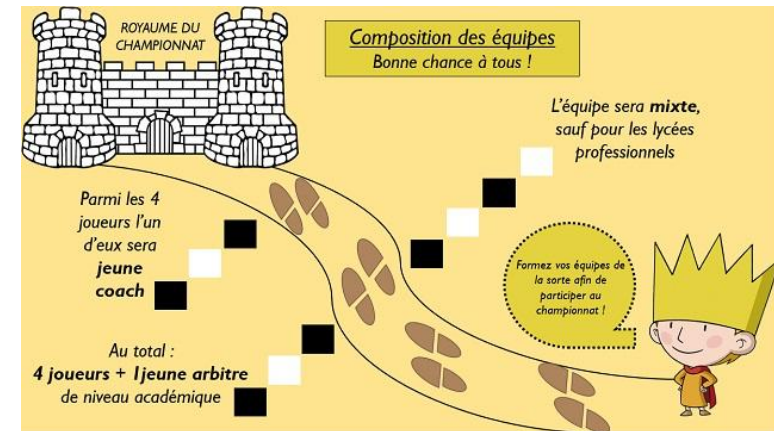 ROYAUME DU
CHAMPIONNAT
Composition des équipes
Bonne chance à tous !
L'équipe sera mixte,
sauf pour les lycées
professionnels
Parmi les 4
joueurs l'un
d'eux sera
jeune
coach
Formez vos équipes de
la sorte afin de
participer au
championnat !
Au total :
4 joueurs + 1jeune arbitre
de niveau académique